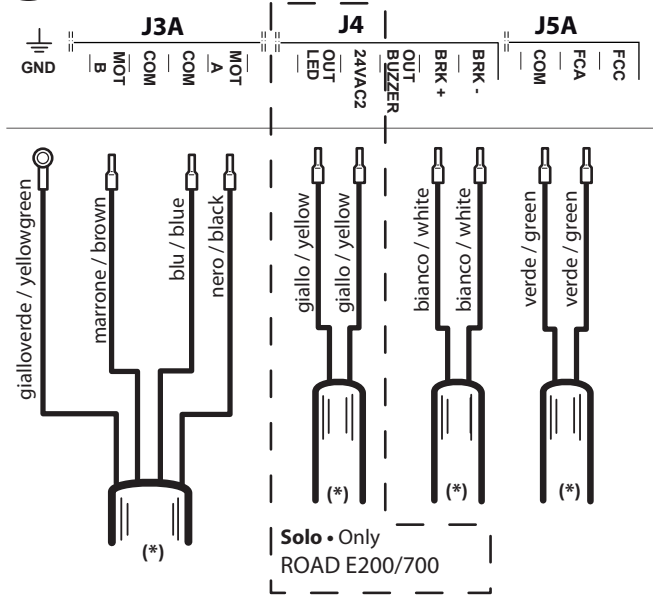 J3A
J4
J5A
GND
MOT B
COM
COM
MOT A
OUT LED
24VAC2
OUT BUZZER
BRK +
BRK -
COM
FCA
FCC
gialloverde / yellowgreen
marrone / brown
blu / blue
nero / black
giallo / yellow
giallo / yellow
bianco / white
bianco / white
verde / green
verde / green
(*)
(*)
(*)
(*)
Solo • Only
ROAD E200/700